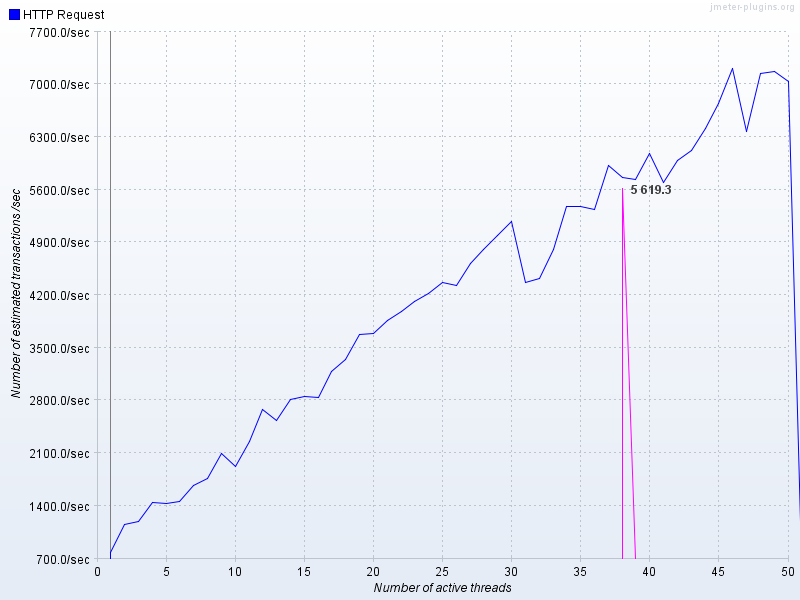 jmeter-plugins.org
HTTP Request
7700.0/sec
7000.0/sec
6300.0/sec
5600.0/sec
4900.0/sec
4200.0/sec
3500.0/sec
2800.0/sec
2100.0/sec
1400.0/sec
700.0/sec
Number of estimated transactions /sec
5 619.3
0 5 10 15 20 25 30 35 40 45 50
Number of active threads